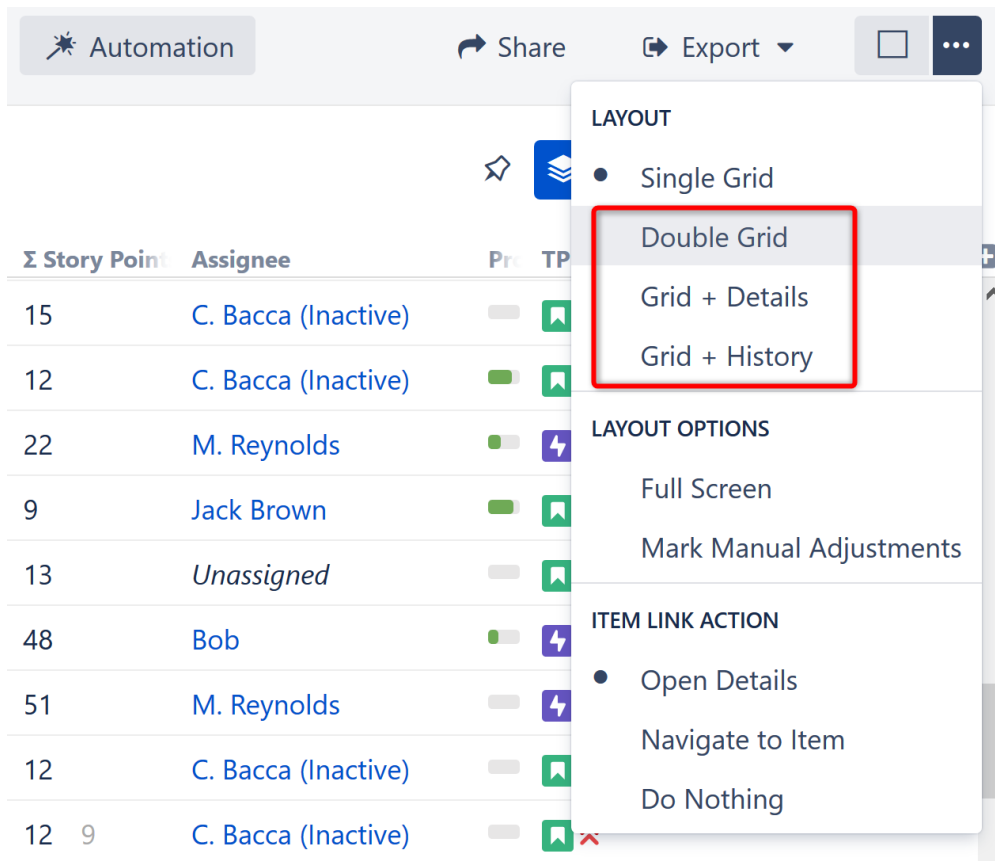 Automation Share Export
LAYOUT
Single Grid
Double Grid
Grid + Details
Grid + History
LAYOUT OPTIONS
Full Screen
Mark Manual Adjustments
ITEM LINK ACTION
Open Details
Navigate to Item
Do Nothing
Σ Story Point Assignee Pr TP
15 C. Bacca (Inactive)
12 C. Bacca (Inactive)
22 M. Reynolds
9 Jack Brown
13 Unassigned
48 Bob
51 M. Reynolds
12 C. Bacca (Inactive)
12 9 C. Bacca (Inactive)